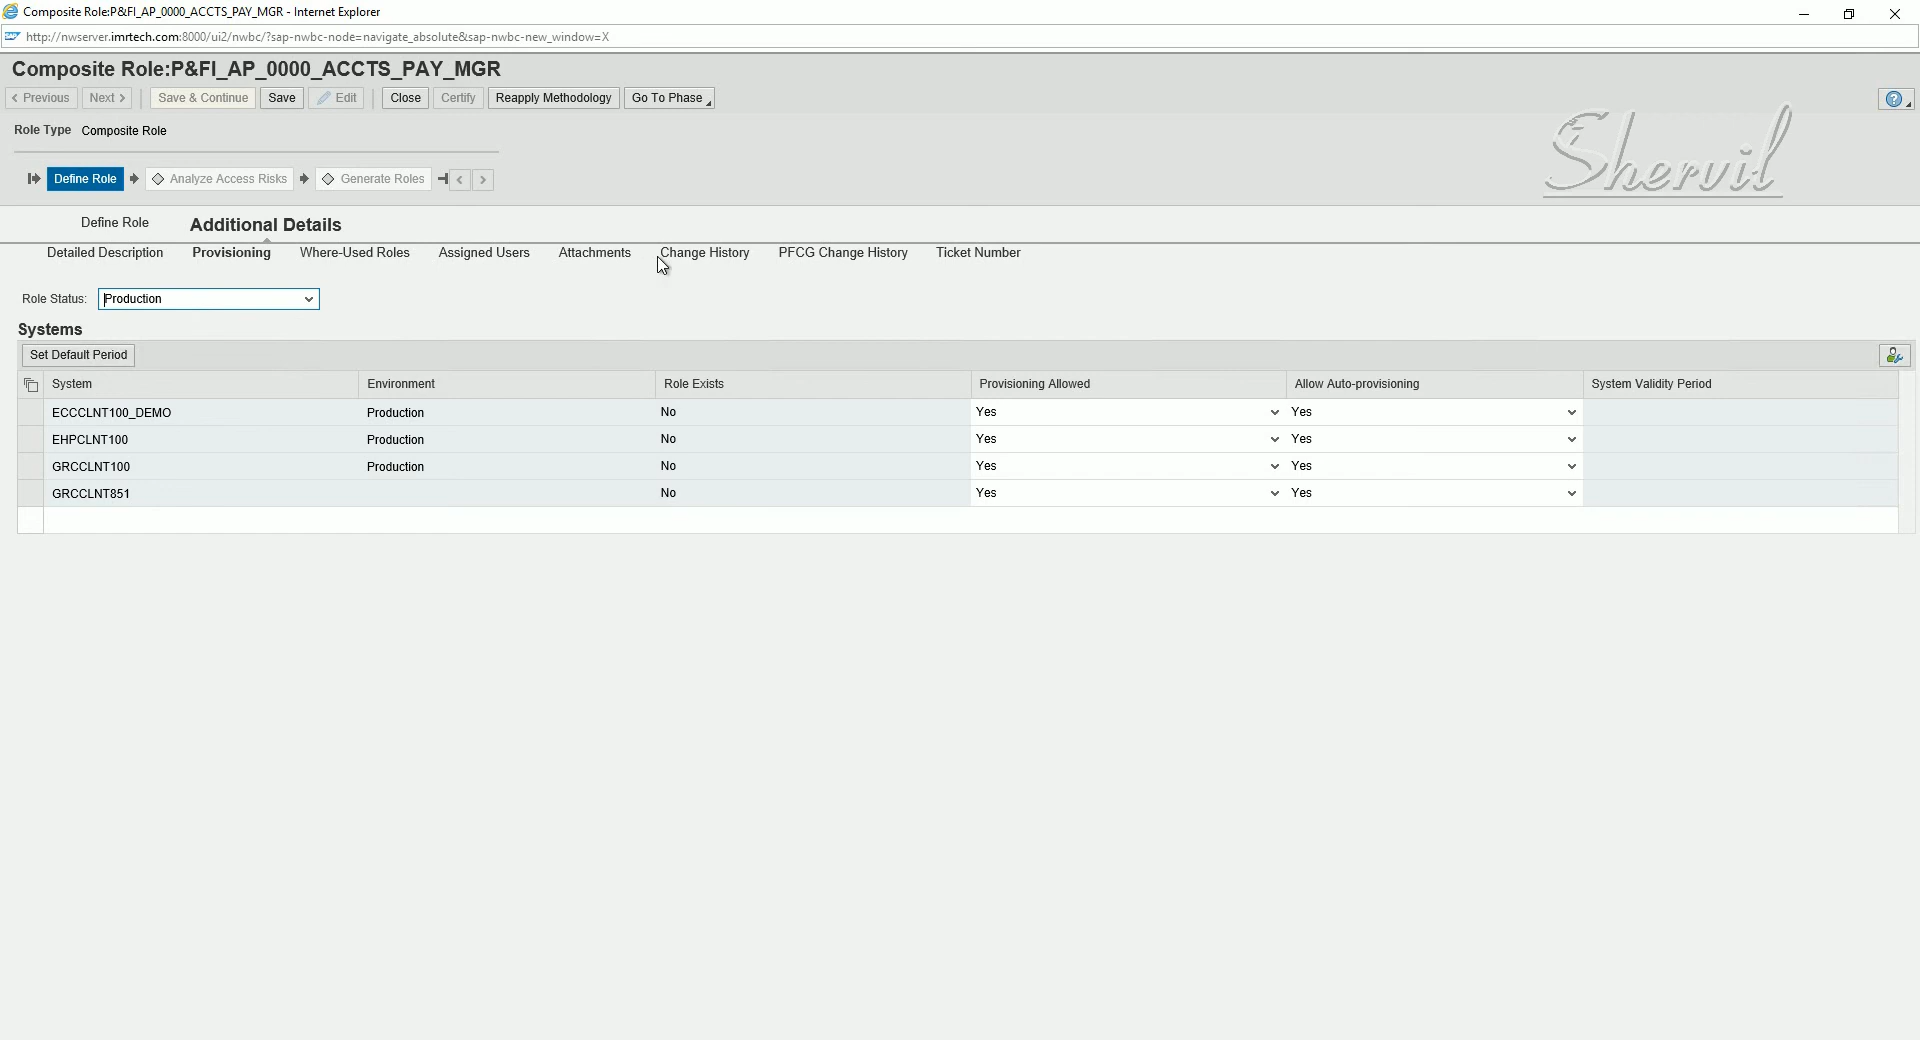 Composite Role:P&FI_AP_0000_ACCTS_PAY_MGR - Internet Explorer
http://nwserver.imrtech.com:8000/ui2/nwbc/?sap-nwbc-node=navigate_absolute&sap-nwbc-new_window=X
Composite Role:P&FI_AP_0000_ACCTS_PAY_MGR
Previous Next Save & Continue Save Edit Close Certify Reapply Methodology Go To Phase
Role Type Composite Role
Shervil
Define Role Analyze Access Risks Generate Roles
Define Role Additional Details
Detailed Description Provisioning Where-Used Roles Assigned Users Attachments Change History PFCG Change History Ticket Number
Role Status: Production
Systems
Set Default Period
System Environment Role Exists Provisioning Allowed Allow Auto-provisioning System Validity Period
ECCCLNT100_DEMO Production No Yes Yes
EHPCLNT100 Production No Yes Yes
GRCCLNT100 Production No Yes Yes
GRCCLNT851 No Yes Yes